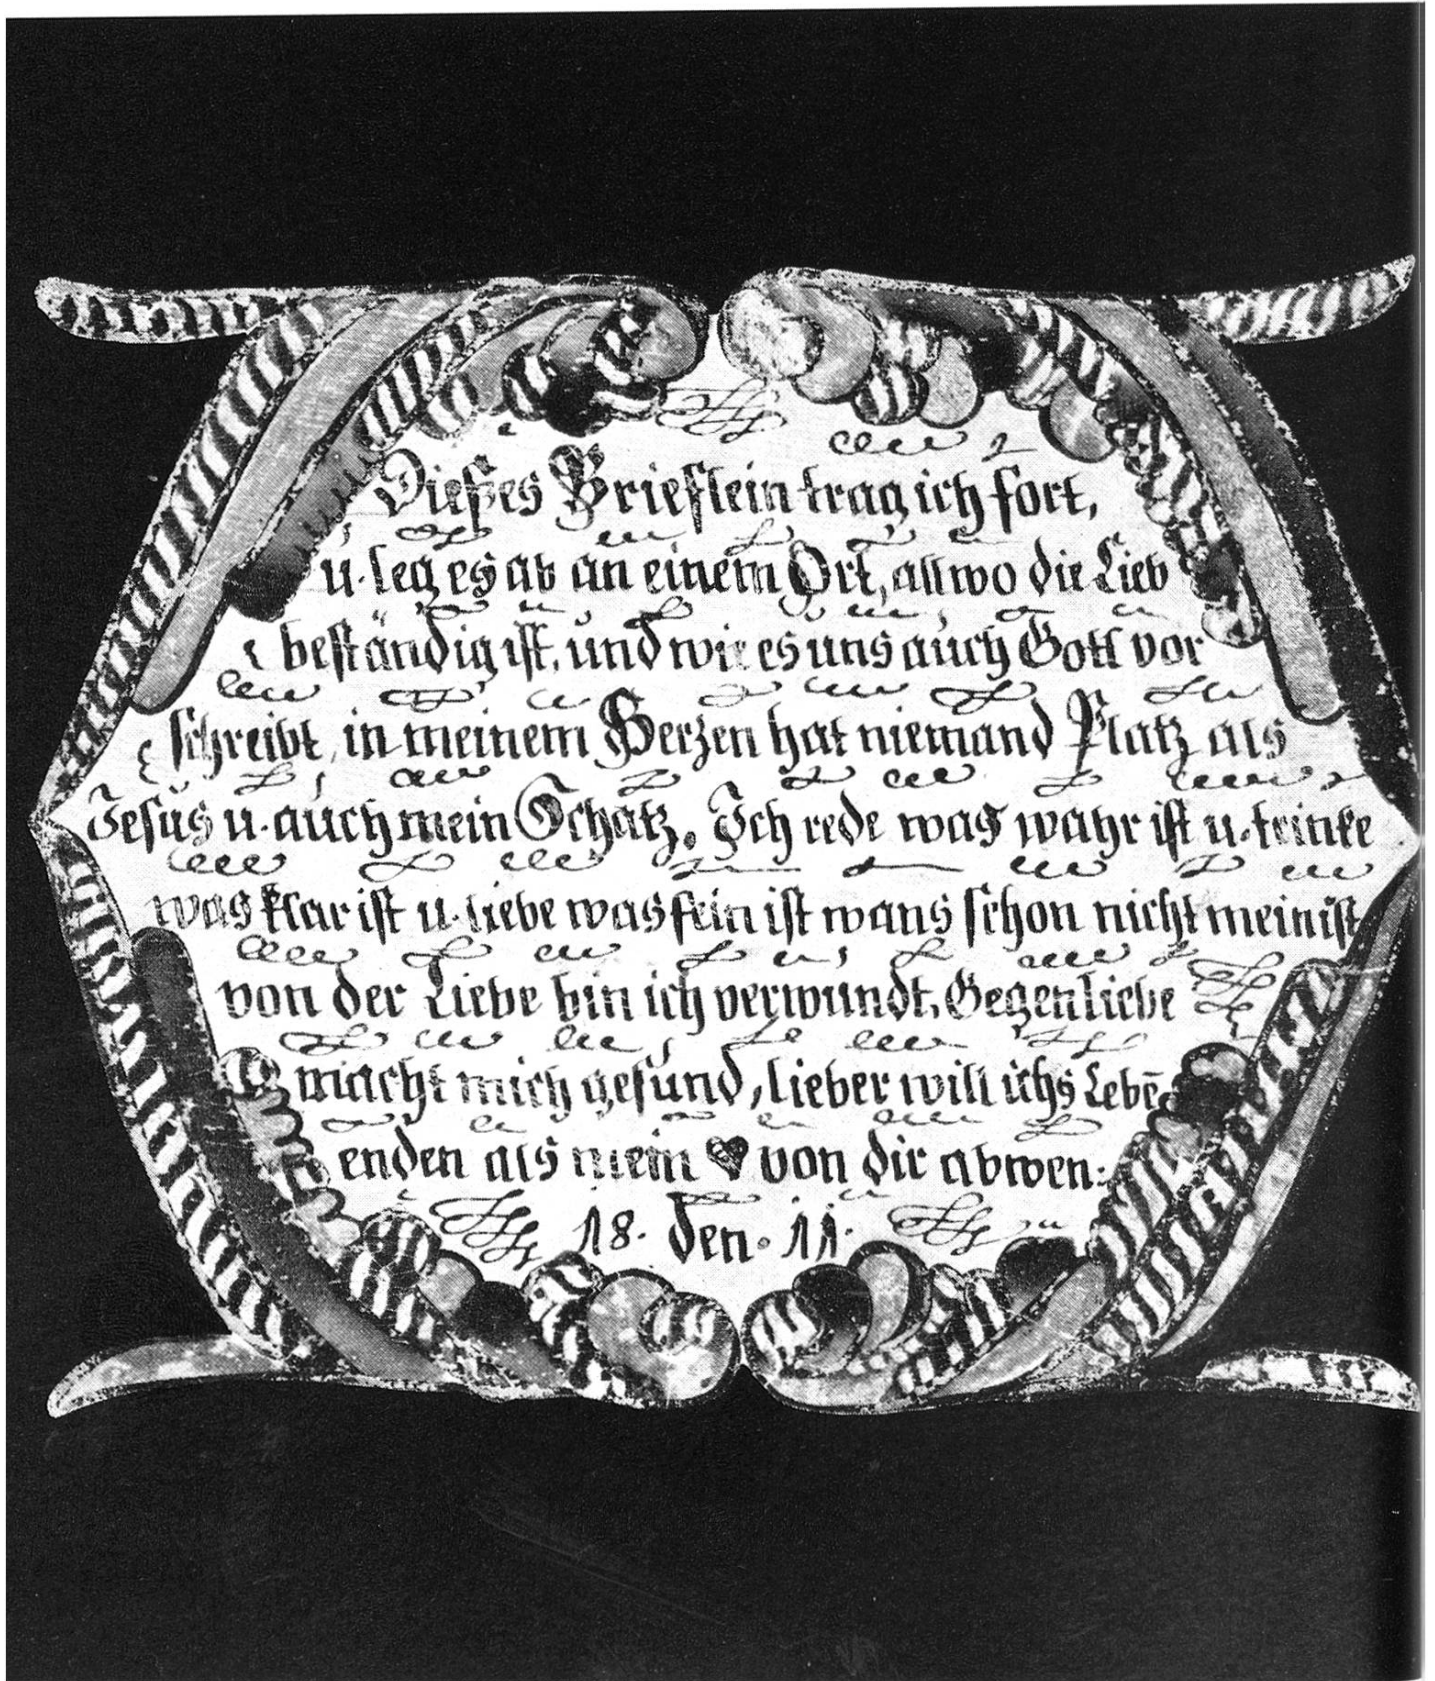 Dießes Brieflein trag ich fort,
u. leg es ab an einem Ort, allwo die Lieb
beständig ist, und wie es uns auch Gott vor
schreibt, in meinem Herzen hat niemand Platz als
Jesus u. auch mein Schatz. Ich rede was wahr ist u. trinke
was klar ist u. liebe was fein ist wans schon nicht mein ist
von der Liebe bin ich verwundt, Gegenliebe
macht mich gesund, lieber will ichs Lebē
enden als mein ♥ von dir abwen:
18. den. 11.